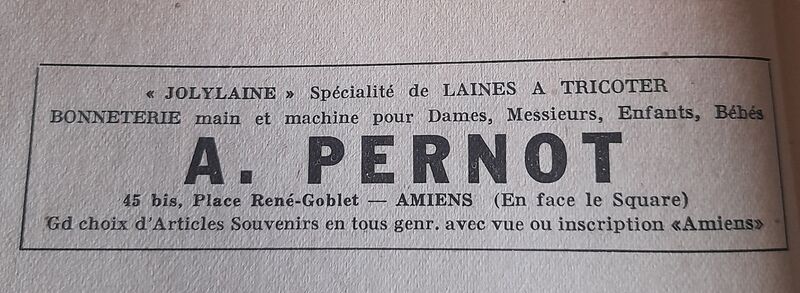 « JOLYLAINE » Spécialité de LAINES A TRICOTER
BONNETERIE main et machine pour Dames, Messieurs, Enfants, Bébés
A. PERNOT
45 bis, Place René-Goblet — AMIENS (En face le Square)
Gd choix d'Articles Souvenirs en tous genr. avec vue ou inscription «Amiens»